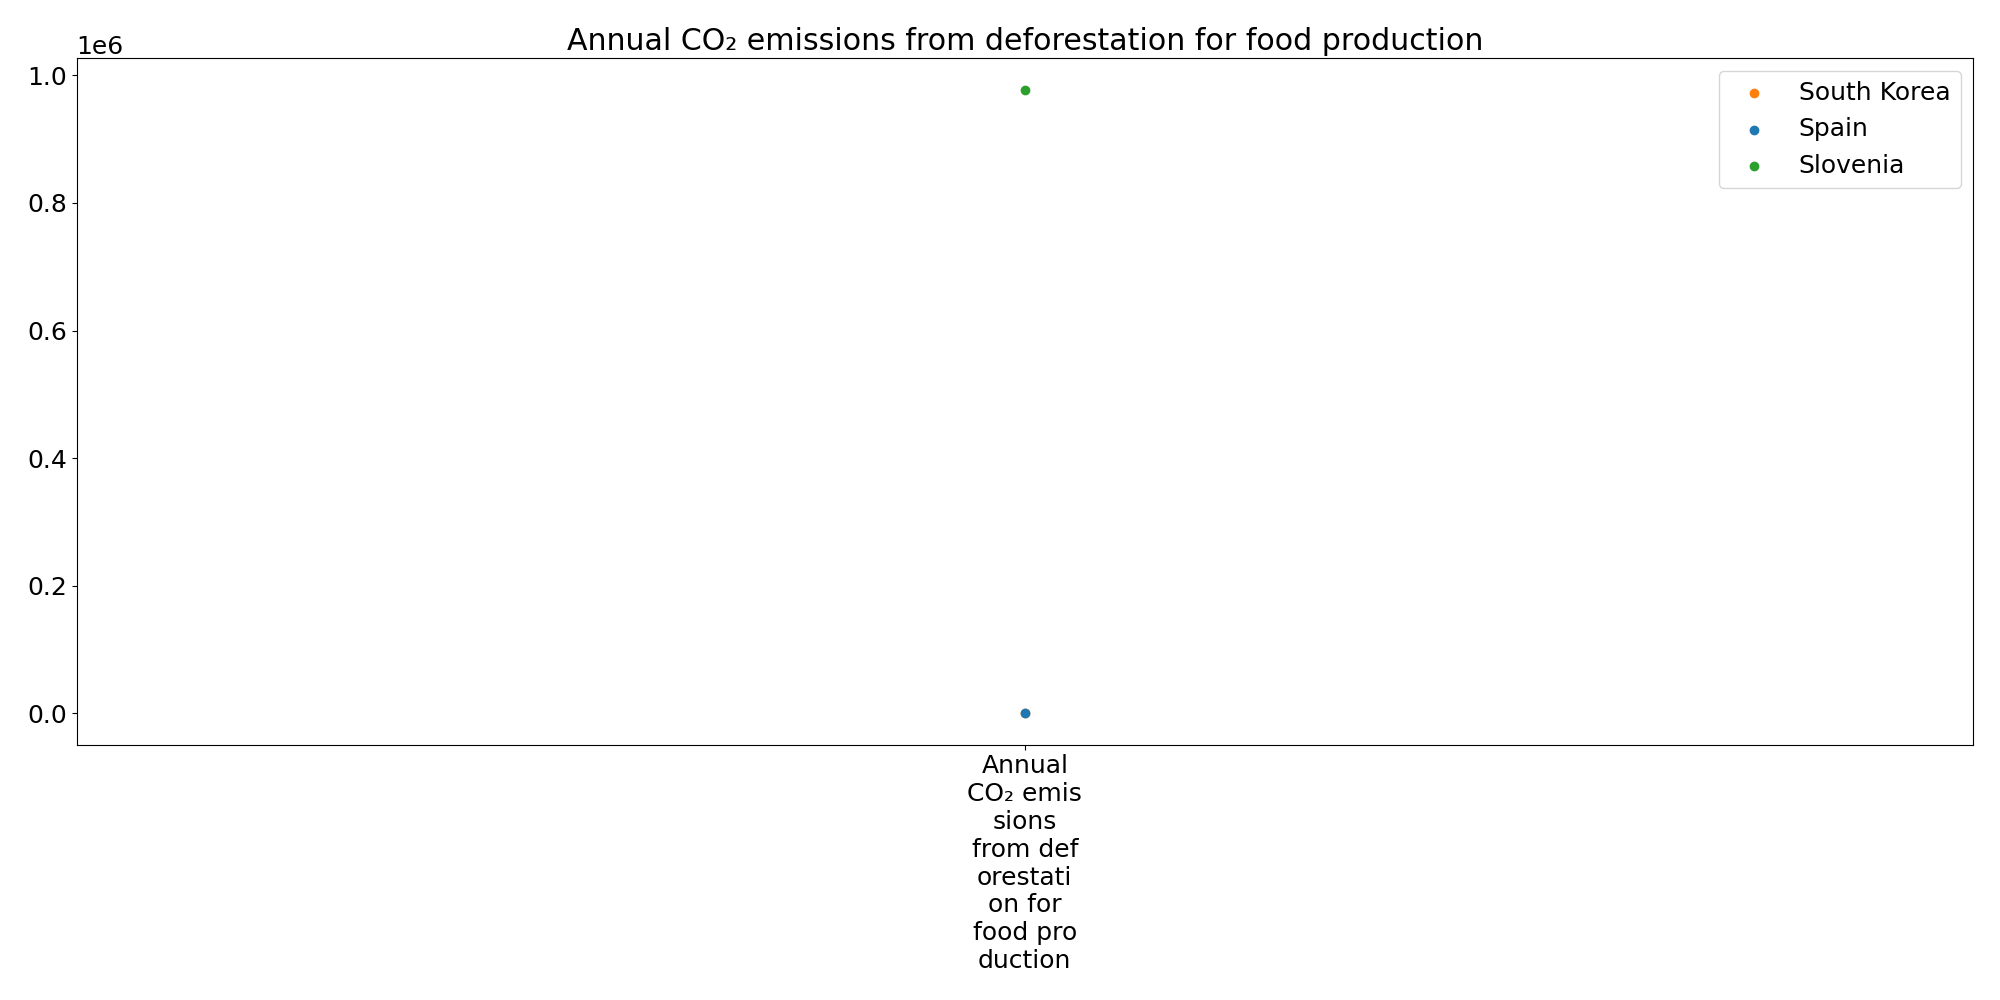 Annual CO₂ emissions from deforestation for food production
1e6
1.0
0.8
0.6
0.4
0.2
0.0
South Korea
Spain
Slovenia
Annual
CO₂ emis
sions
from def
orestati
on for
food pro
duction